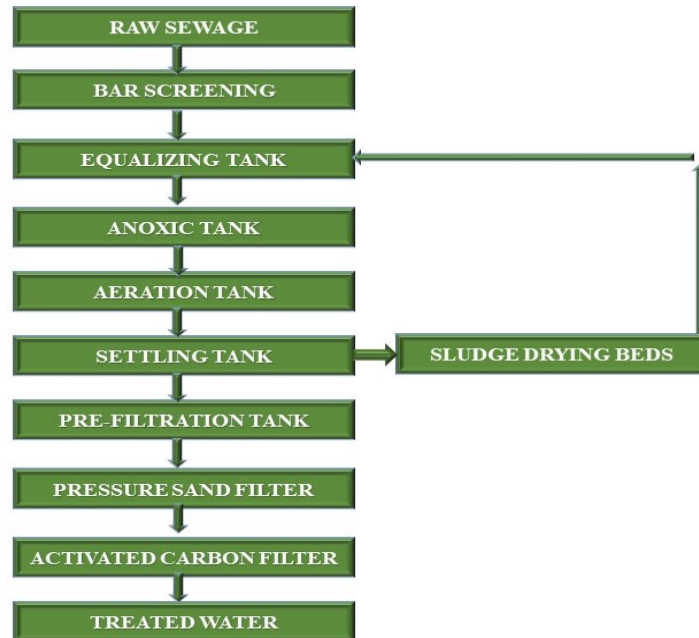 RAW SEWAGE
BAR SCREENING
EQUALIZING TANK
ANOXIC TANK
AERATION TANK
SETTLING TANK
SLUDGE DRYING BEDS
PRE-FILTRATION TANK
PRESSURE SAND FILTER
ACTIVATED CARBON FILTER
TREATED WATER